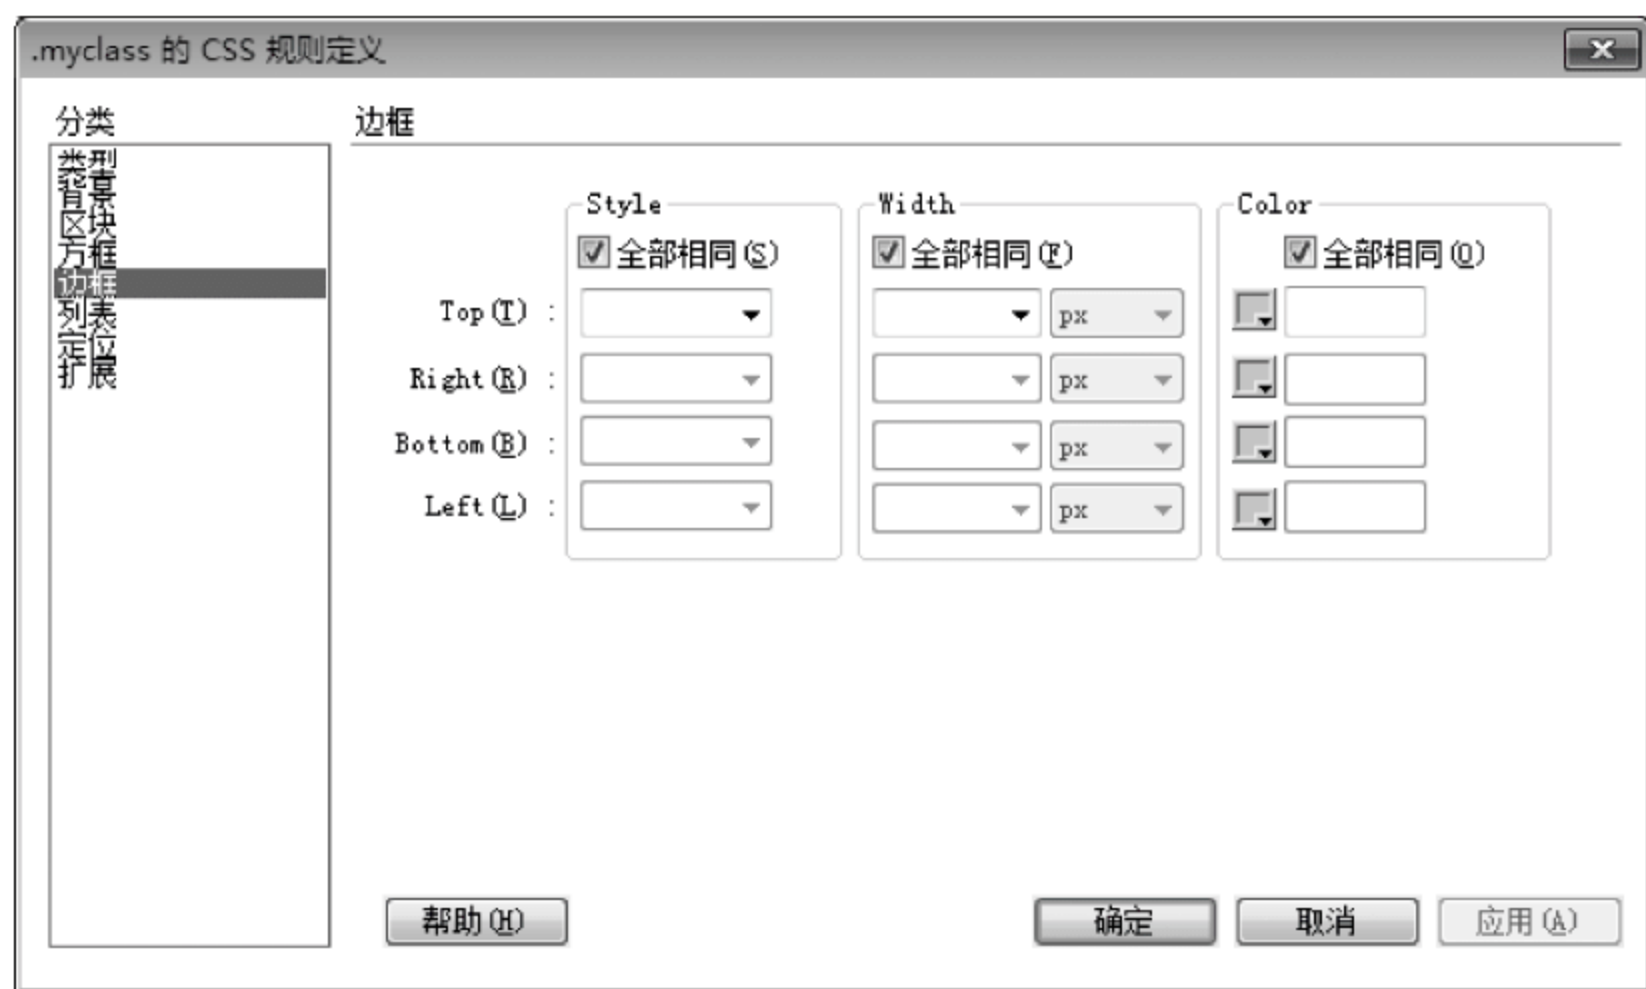 .myclass 的 CSS 规则定义
分类
类型
背景
区块
方框
边框
列表
定位
扩展
边框
Style Width Color
全部相同(S) 全部相同(F) 全部相同(O)
Top(T) : px
Right(R) : px
Bottom(B) : px
Left(L) : px
帮助(H) 确定 取消 应用(A)